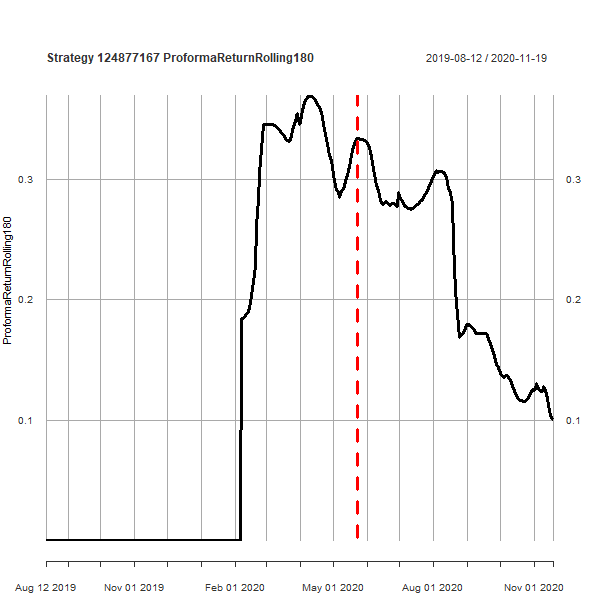 Strategy 124877167 ProformaReturnRolling180
2019-08-12 / 2020-11-19
ProformaReturnRolling180
0.3
0.3
0.2
0.2
0.1
0.1
Aug 12 2019
Nov 01 2019
Feb 01 2020
May 01 2020
Aug 01 2020
Nov 01 2020